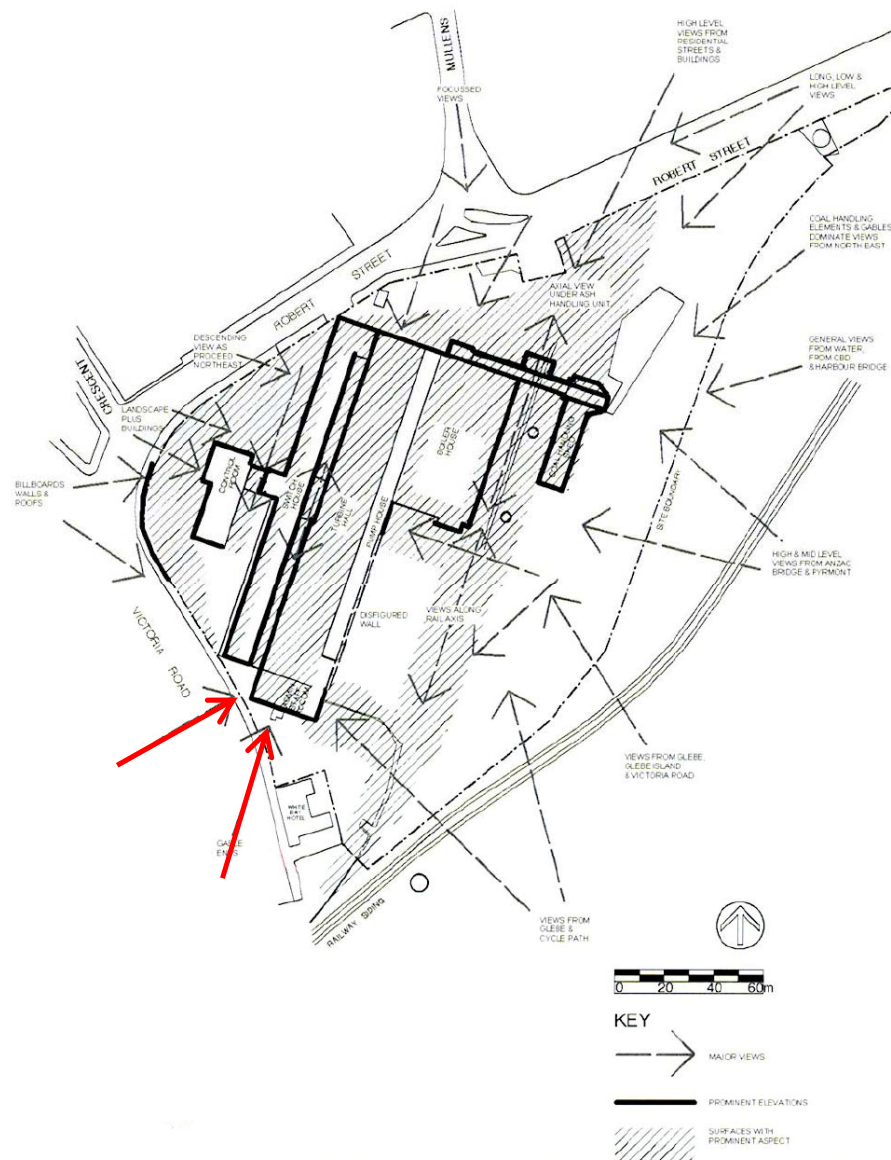 HIGH LEVEL
VIEWS FROM
RESIDENTIAL
STREETS &
BUILDINGS
MULLENS
FOCUSSED
VIEWS
LONG, LOW &
HIGH LEVEL
VIEWS
ROBERT STREET
COAL HANDLING
ELEMENTS & GABLES
DOMINATE VIEWS
FROM NORTH EAST
ROBERT STREET
AXIAL VIEW
UNDER ASH
HANDLING UNIT
DESCENDING
VIEW AS
PROCEED
NORTHEAST
GENERAL VIEWS
FROM WATER,
FROM CBD
& HARBOUR BRIDGE
CRESCENT
LANDSCAPE
PLUS
BUILDINGS
BOILER
HOUSE
COAL HANDLING
SHED
CONTROL
ROOM
SWITCH
HOUSE
TURBINE
HALL
PUMP HOUSE
BILLBOARDS
WALLS &
ROOFS
SITE BOUNDARY
HIGH & MID LEVEL
VIEWS FROM ANZAC
BRIDGE & PYRMONT
DISFIGURED
WALL
VIEWS ALONG
RAIL AXIS
VICTORIA ROAD
VIEWS FROM GLEBE,
GLEBE ISLAND
& VICTORIA ROAD
WHITE
BAY
HOTEL
GABLE
ENDS
RAILWAY SIDING
VIEWS FROM
GLEBE &
CYCLE PATH
0 20 40 60m
KEY
MAJOR VIEWS
PROMINENT ELEVATIONS
SURFACES WITH
PROMINENT ASPECT